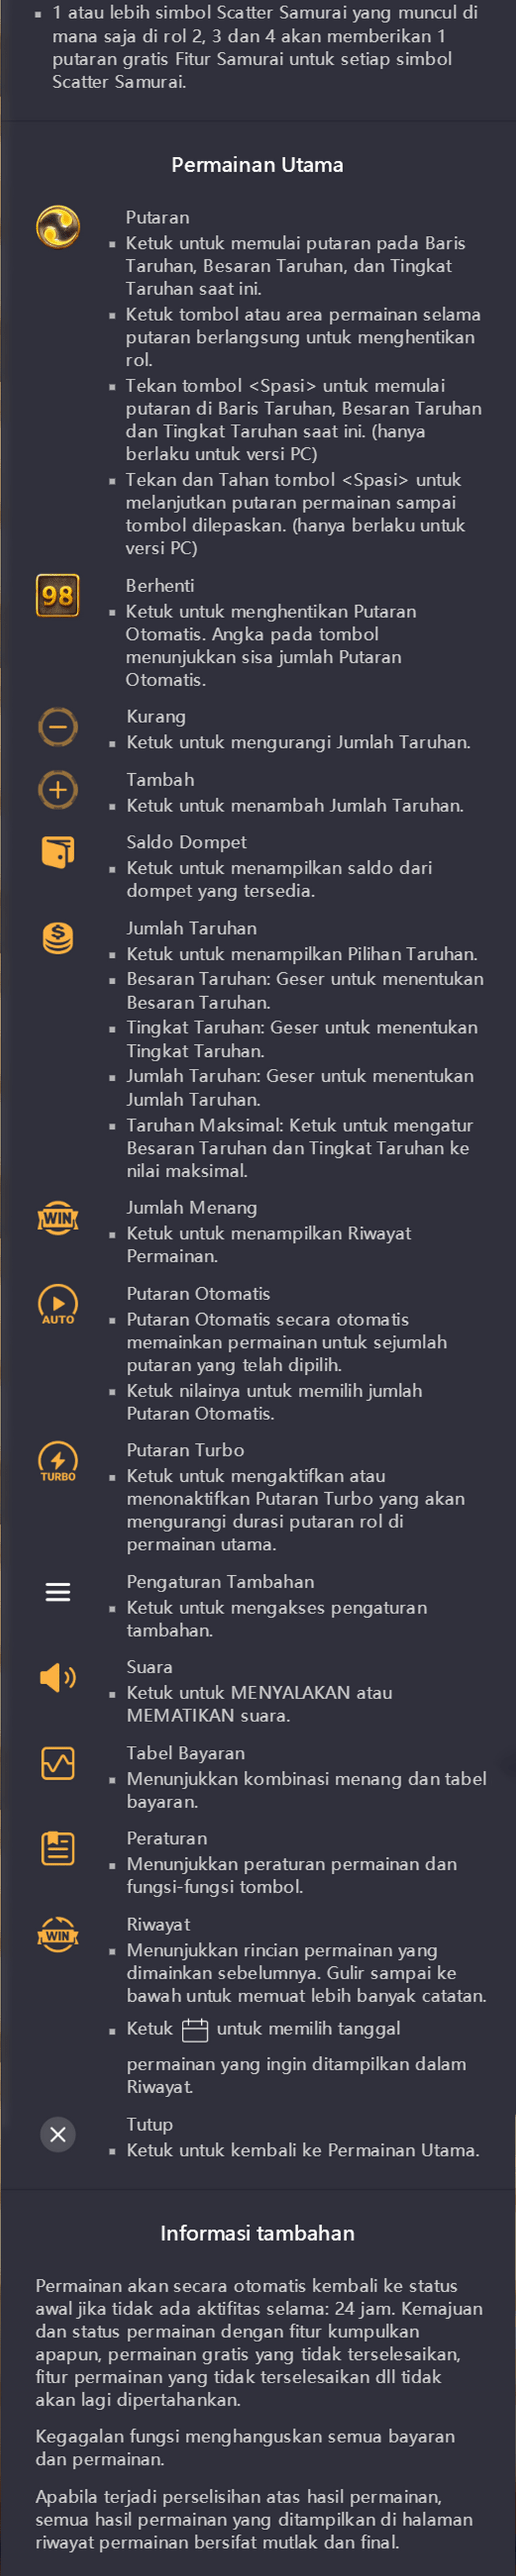 ▪ 1 atau lebih simbol Scatter Samurai yang muncul di
mana saja di rol 2, 3 dan 4 akan memberikan 1
putaran gratis Fitur Samurai untuk setiap simbol
Scatter Samurai.
Permainan Utama
Putaran
▪ Ketuk untuk memulai putaran pada Baris
Taruhan, Besaran Taruhan, dan Tingkat
Taruhan saat ini.
▪ Ketuk tombol atau area permainan selama
putaran berlangsung untuk menghentikan
rol.
▪ Tekan tombol <Spasi> untuk memulai
putaran di Baris Taruhan, Besaran Taruhan
dan Tingkat Taruhan saat ini. (hanya
berlaku untuk versi PC)
▪ Tekan dan Tahan tombol <Spasi> untuk
melanjutkan putaran permainan sampai
tombol dilepaskan. (hanya berlaku untuk
versi PC)
98
Berhenti
▪ Ketuk untuk menghentikan Putaran
Otomatis. Angka pada tombol
menunjukkan sisa jumlah Putaran
Otomatis.
Kurang
▪ Ketuk untuk mengurangi Jumlah Taruhan.
Tambah
▪ Ketuk untuk menambah Jumlah Taruhan.
Saldo Dompet
▪ Ketuk untuk menampilkan saldo dari
dompet yang tersedia.
Jumlah Taruhan
▪ Ketuk untuk menampilkan Pilihan Taruhan.
▪ Besaran Taruhan: Geser untuk menentukan
Besaran Taruhan.
▪ Tingkat Taruhan: Geser untuk menentukan
Tingkat Taruhan.
▪ Jumlah Taruhan: Geser untuk menentukan
Jumlah Taruhan.
▪ Taruhan Maksimal: Ketuk untuk mengatur
Besaran Taruhan dan Tingkat Taruhan ke
nilai maksimal.
WIN
Jumlah Menang
▪ Ketuk untuk menampilkan Riwayat
Permainan.
AUTO
Putaran Otomatis
▪ Putaran Otomatis secara otomatis
memainkan permainan untuk sejumlah
putaran yang telah dipilih.
▪ Ketuk nilainya untuk memilih jumlah
Putaran Otomatis.
TURBO
Putaran Turbo
▪ Ketuk untuk mengaktifkan atau
menonaktifkan Putaran Turbo yang akan
mengurangi durasi putaran rol di
permainan utama.
Pengaturan Tambahan
▪ Ketuk untuk mengakses pengaturan
tambahan.
Suara
▪ Ketuk untuk MENYALAKAN atau
MEMATIKAN suara.
Tabel Bayaran
▪ Menunjukkan kombinasi menang dan tabel
bayaran.
Peraturan
▪ Menunjukkan peraturan permainan dan
fungsi-fungsi tombol.
WIN
Riwayat
▪ Menunjukkan rincian permainan yang
dimainkan sebelumnya. Gulir sampai ke
bawah untuk memuat lebih banyak catatan.
▪ Ketuk untuk memilih tanggal
permainan yang ingin ditampilkan dalam
Riwayat.
Tutup
▪ Ketuk untuk kembali ke Permainan Utama.
Informasi tambahan
Permainan akan secara otomatis kembali ke status
awal jika tidak ada aktifitas selama: 24 jam. Kemajuan
dan status permainan dengan fitur kumpulkan
apapun, permainan gratis yang tidak terselesaikan,
fitur permainan yang tidak terselesaikan dll tidak
akan lagi dipertahankan.
Kegagalan fungsi menghanguskan semua bayaran
dan permainan.
Apabila terjadi perselisihan atas hasil permainan,
semua hasil permainan yang ditampilkan di halaman
riwayat permainan bersifat mutlak dan final.